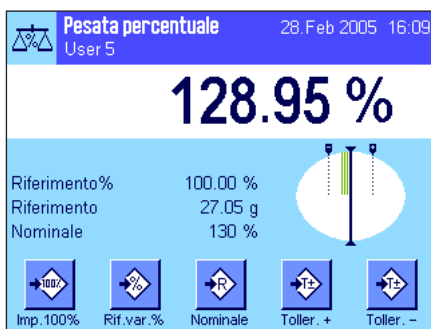 Pesata percentuale 28.Feb 2005 16:09
User 5
128.95 %
Riferimento% 100.00 %
Riferimento 27.05 g
Nominale 130 %
100% % R T± T±
Imp.100% Rif.var.% Nominale Toller. + Toller. −